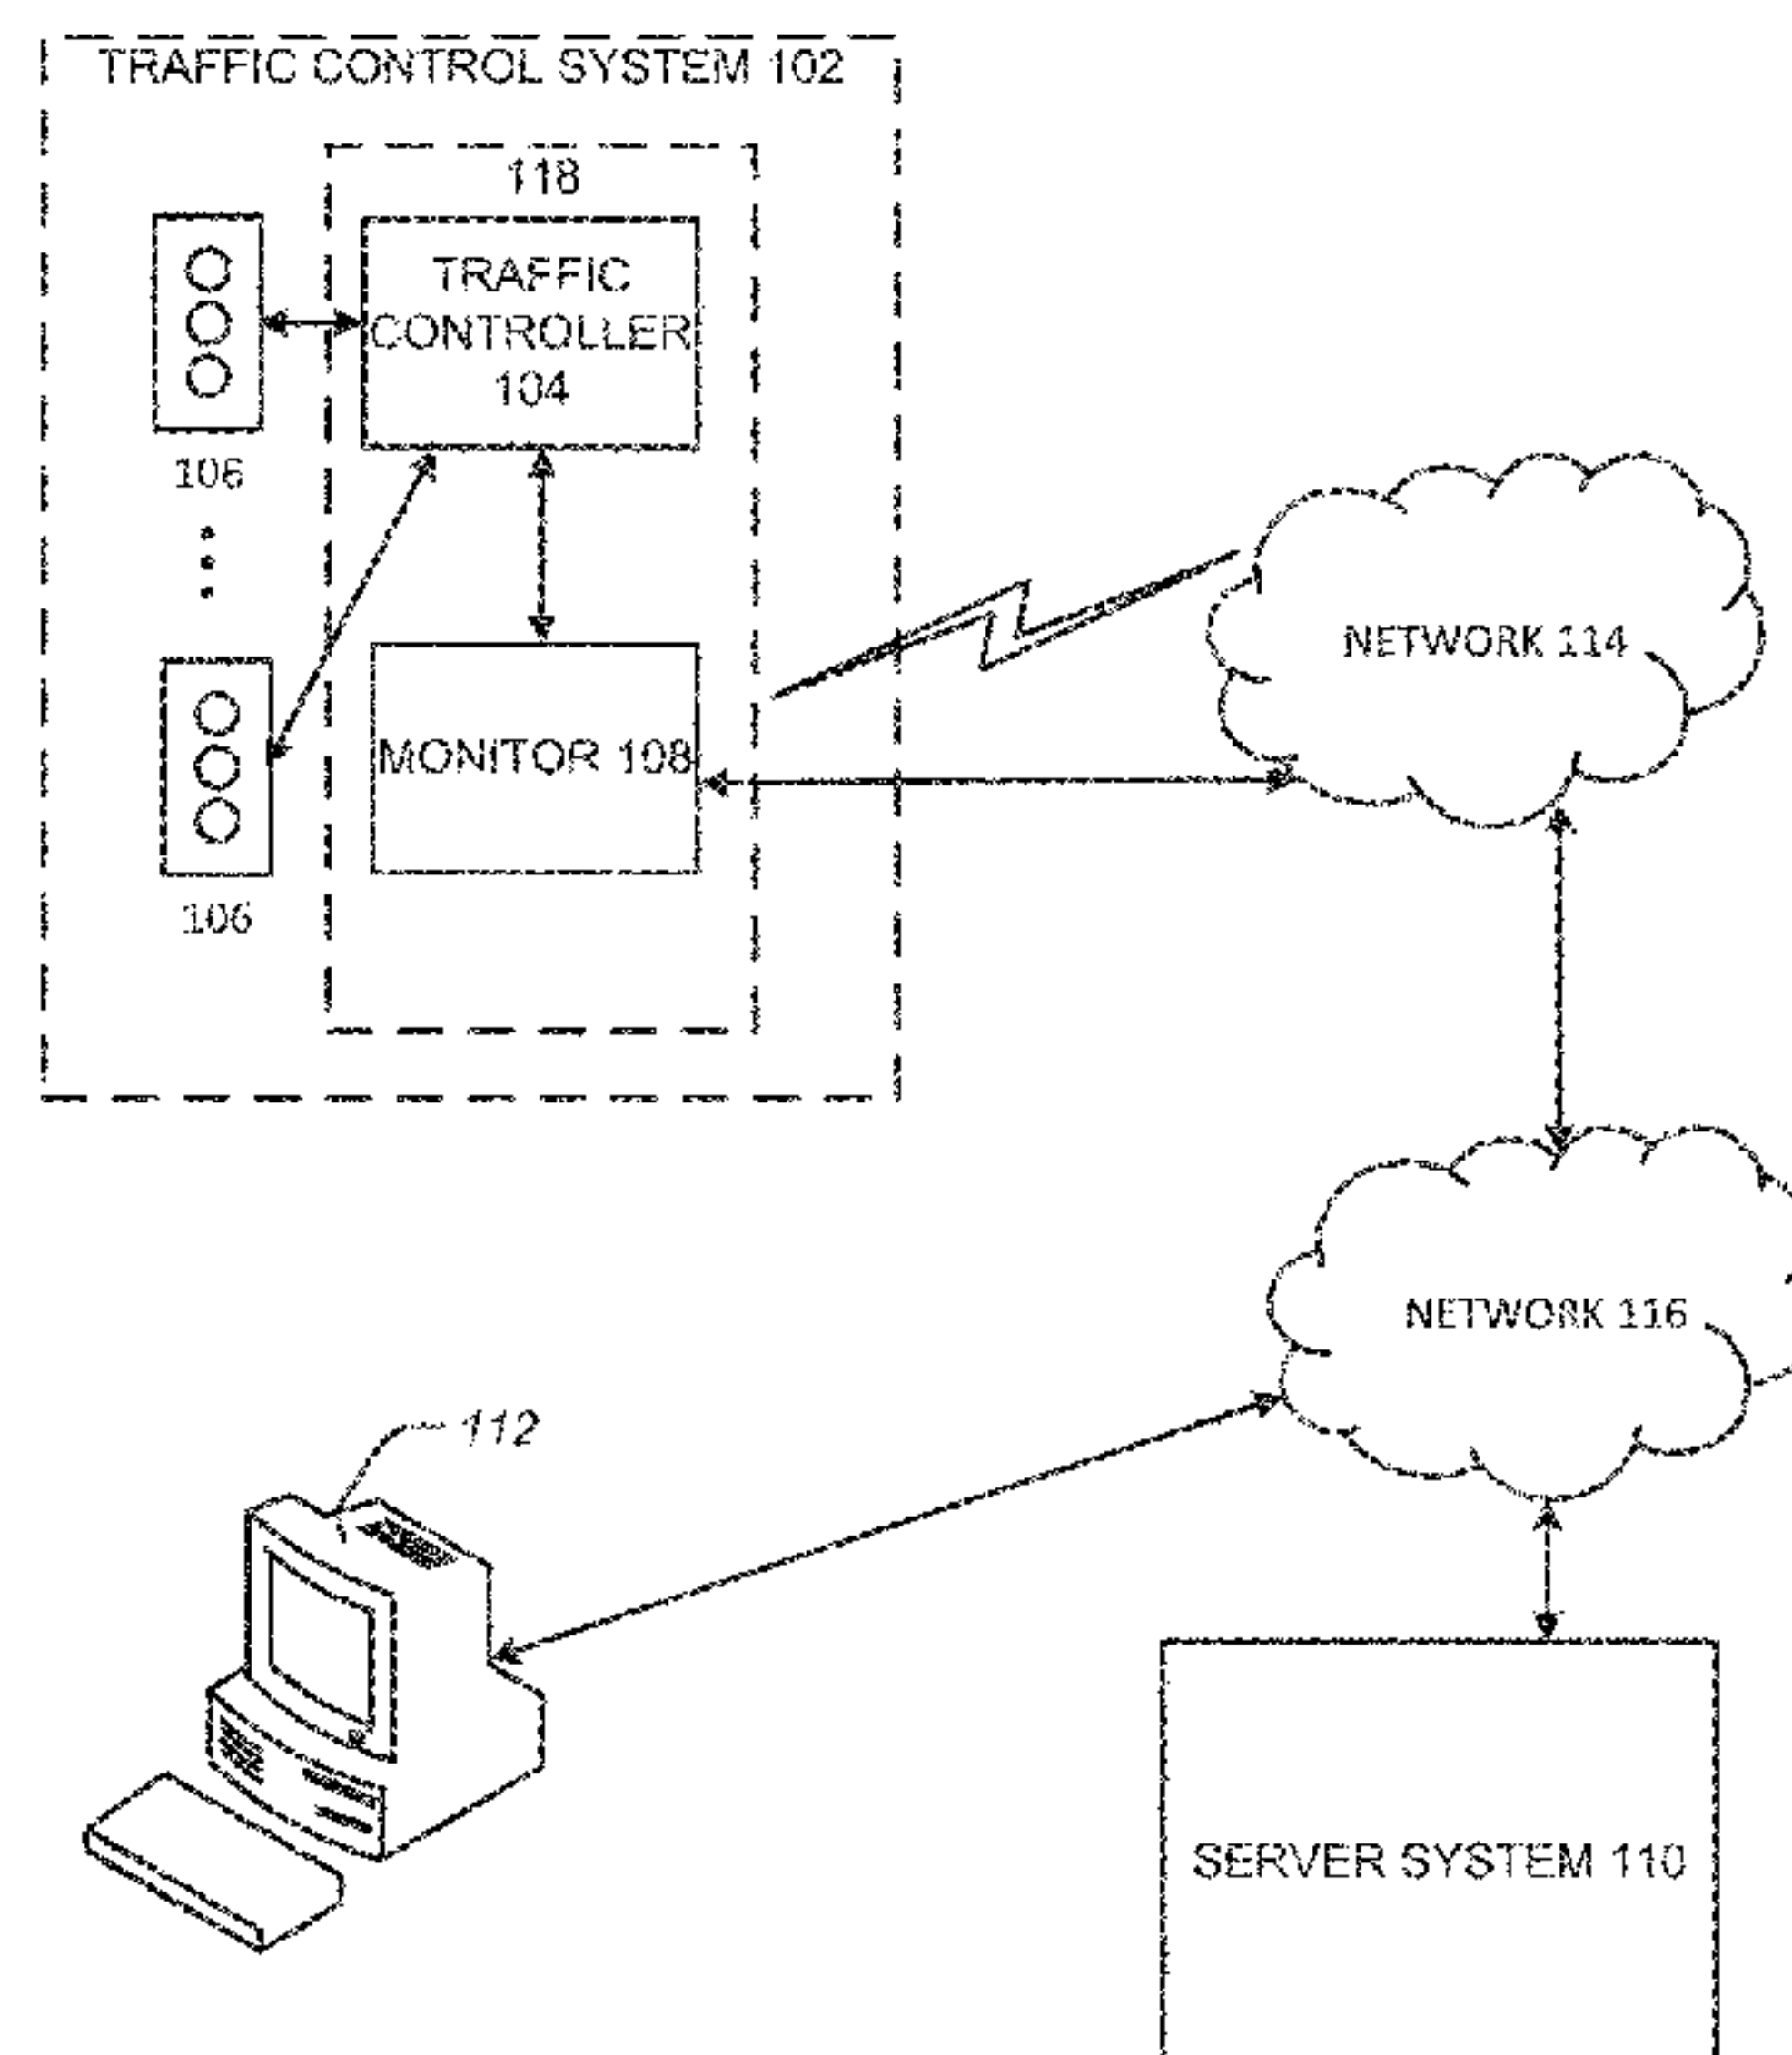 TRAFFIC CONTROL SYSTEM 102
118
TRAFFIC
CONTROLLER
104
106
MONITOR 108
106
NETWORK 114
NETWORK 116
112
SERVER SYSTEM 110